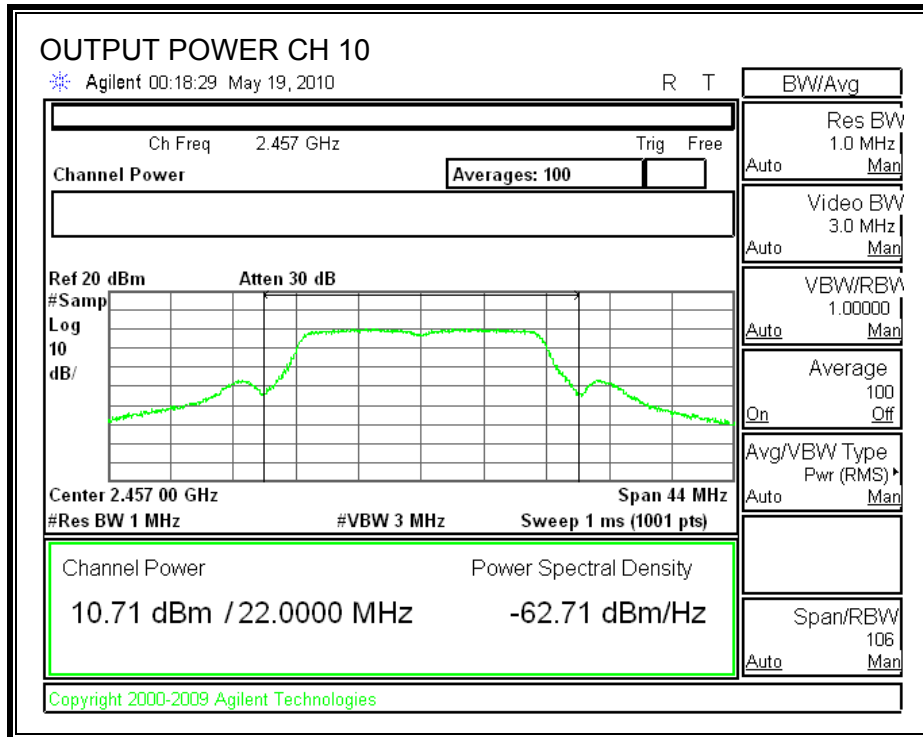 OUTPUT POWER CH 10
Agilent 00:18:29 May 19, 2010 R T
BW/Avg
Ch Freq 2.457 GHz Trig Free
Channel Power Averages: 100
Res BW
1.0 MHz
Auto Man
Video BW
3.0 MHz
Auto Man
VBW/RBW
1.00000
Auto Man
Average
100
On Off
Avg/VBW Type
Pwr (RMS)
Auto Man
Span/RBW
106
Auto Man
Ref 20 dBm Atten 30 dB
#Samp
Log
10
dB/
Center 2.457 00 GHz Span 44 MHz
#Res BW 1 MHz #VBW 3 MHz Sweep 1 ms (1001 pts)
Channel Power Power Spectral Density
10.71 dBm / 22.0000 MHz -62.71 dBm/Hz
Copyright 2000-2009 Agilent Technologies